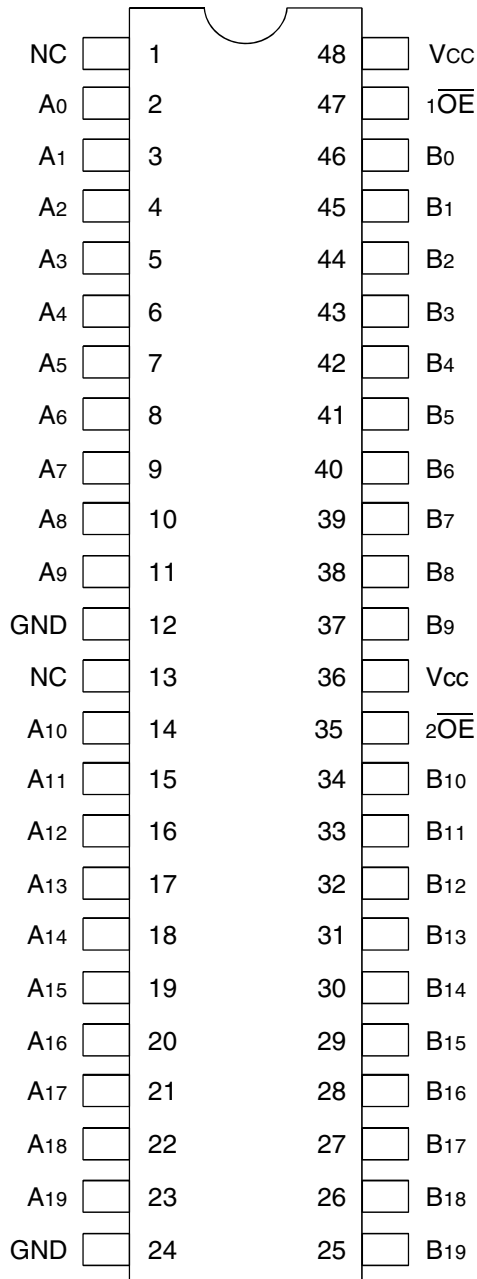 NC 1 48 VCC
A0 2 47 1OE
A1 3 46 B0
A2 4 45 B1
A3 5 44 B2
A4 6 43 B3
A5 7 42 B4
A6 8 41 B5
A7 9 40 B6
A8 10 39 B7
A9 11 38 B8
GND 12 37 B9
NC 13 36 Vcc
A10 14 35 2OE
A11 15 34 B10
A12 16 33 B11
A13 17 32 B12
A14 18 31 B13
A15 19 30 B14
A16 20 29 B15
A17 21 28 B16
A18 22 27 B17
A19 23 26 B18
GND 24 25 B19